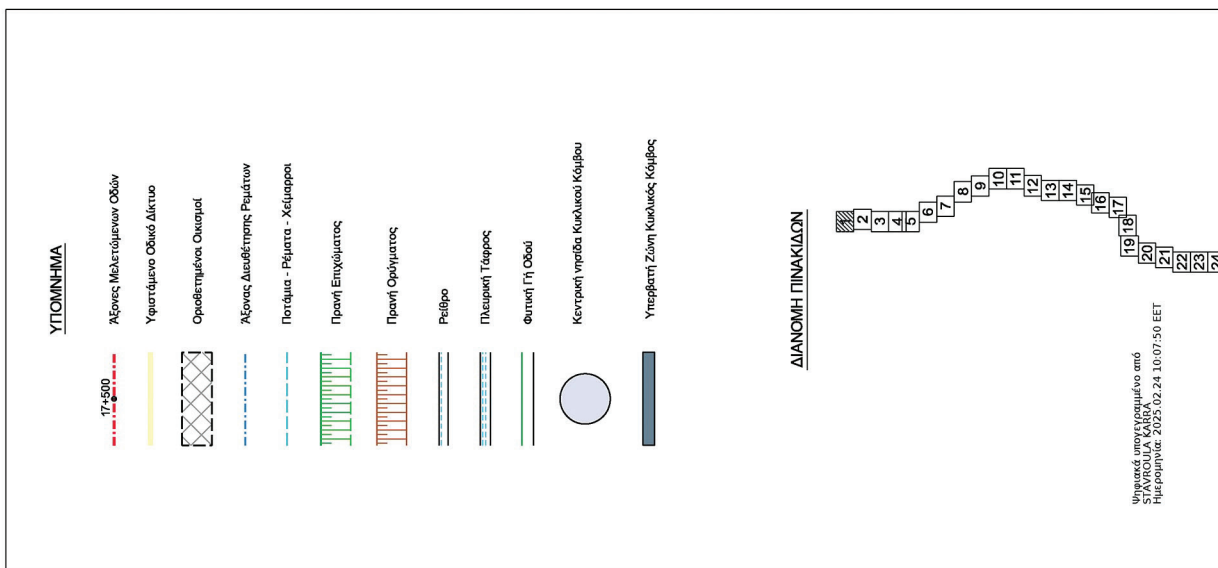 ΥΠΟΜΝΗΜΑ
17+500
Άξονες Μελετώμενων Οδών
Υφιστάμενο Οδικό Δίκτυο
Οριοθετημένοι Οικισμοί
Άξονας Διευθέτησης Ρεμάτων
Ποτάμια - Ρέματα - Χείμαρροι
Πρανή Επιχώματος
Πρανή Ορύγματος
Ρείθρο
Πλευρική Τάφρος
Φυτική Γή Οδού
Κεντρική νησίδα Κυκλικού Κόμβου
Υπερβατή Ζώνη Κυκλικός Κόμβος
ΔΙΑΝΟΜΗ ΠΙΝΑΚΙΔΩΝ
2
3
4
5
6
7
8
9
10
11
12
13
14
15
16
17
18
19
20
21
22
23
24
Ψηφιακά υπογεγραμμένο από
STAVROULA KARRA
Ημερομηνία: 2025.02.24 10:07:50 EET